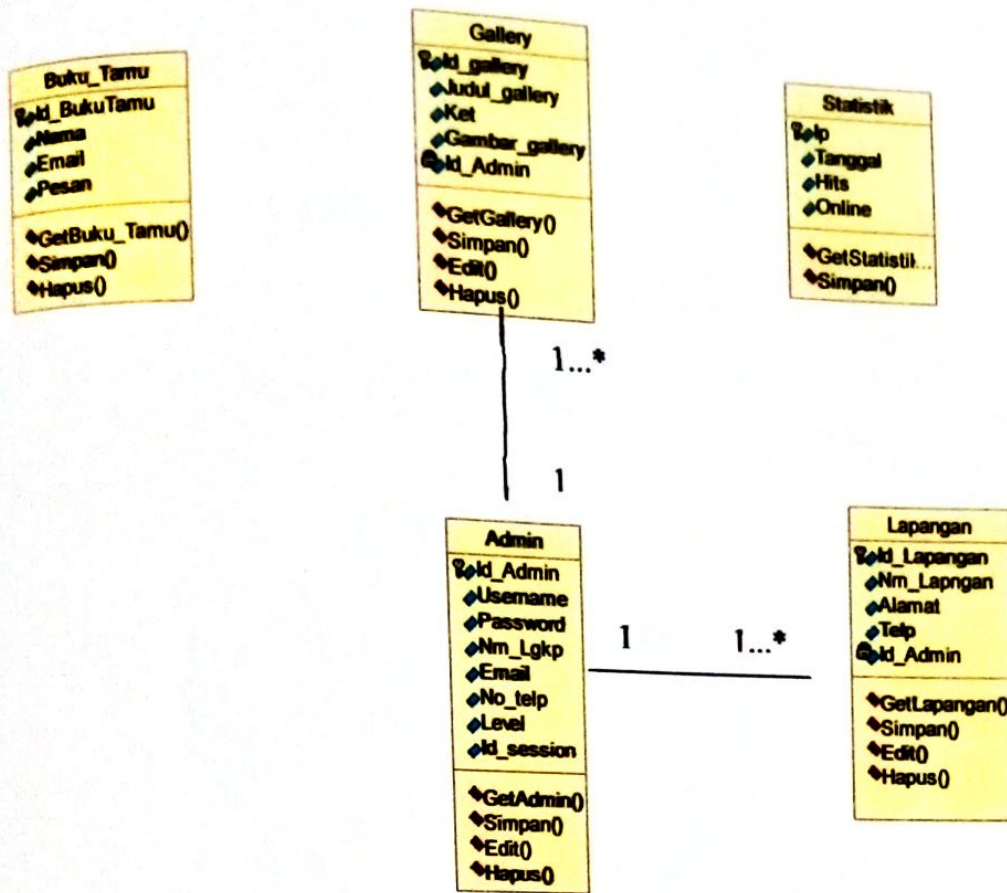 Buku_Tamu
Id_BukuTamu
Nama
Email
Pesan
GetBuku_Tamu()
Simpan()
Hapus()
Gallery
Id_gallery
Judul_gallery
Ket
Gambar_gallery
Id_Admin
GetGallery()
Simpan()
Edit()
Hapus()
Statistik
Ip
Tanggal
Hits
Online
GetStatistik...
Simpan()
1...*
1
Admin
Id_Admin
Username
Password
Nm_Lgkp
Email
No_telp
Level
Id_session
GetAdmin()
Simpan()
Edit()
Hapus()
1
1...*
Lapangan
Id_Lapangan
Nm_Lapngan
Alamat
Telp
Id_Admin
GetLapangan()
Simpan()
Edit()
Hapus()